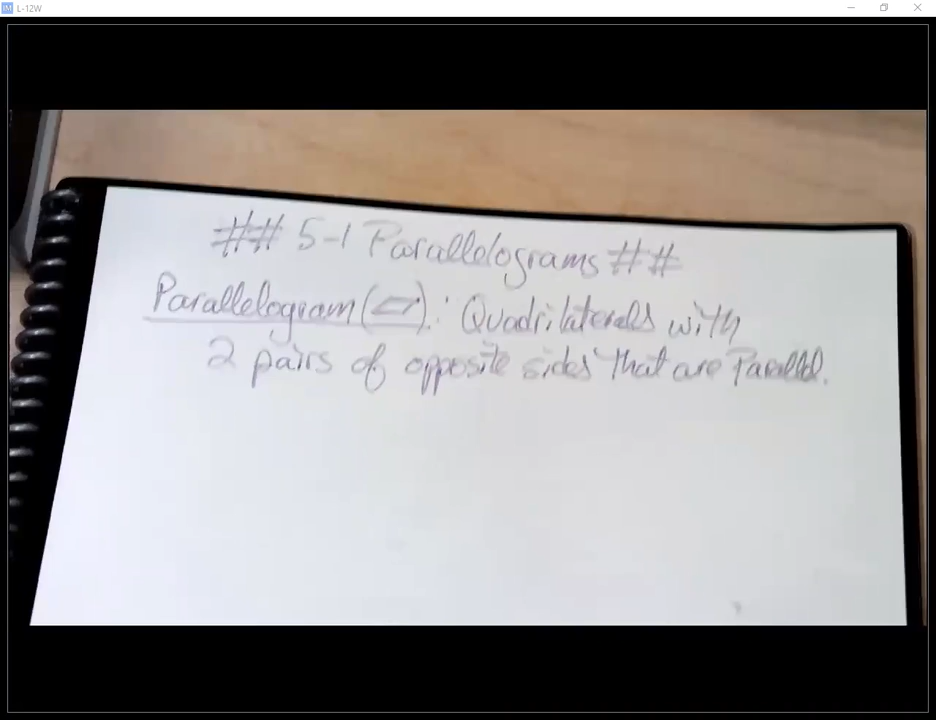 L-12W
## 5-1 Parallelograms ##
Parallelogram (▱): Quadrilaterals with
2 pairs of opposite sides that are Parallel.